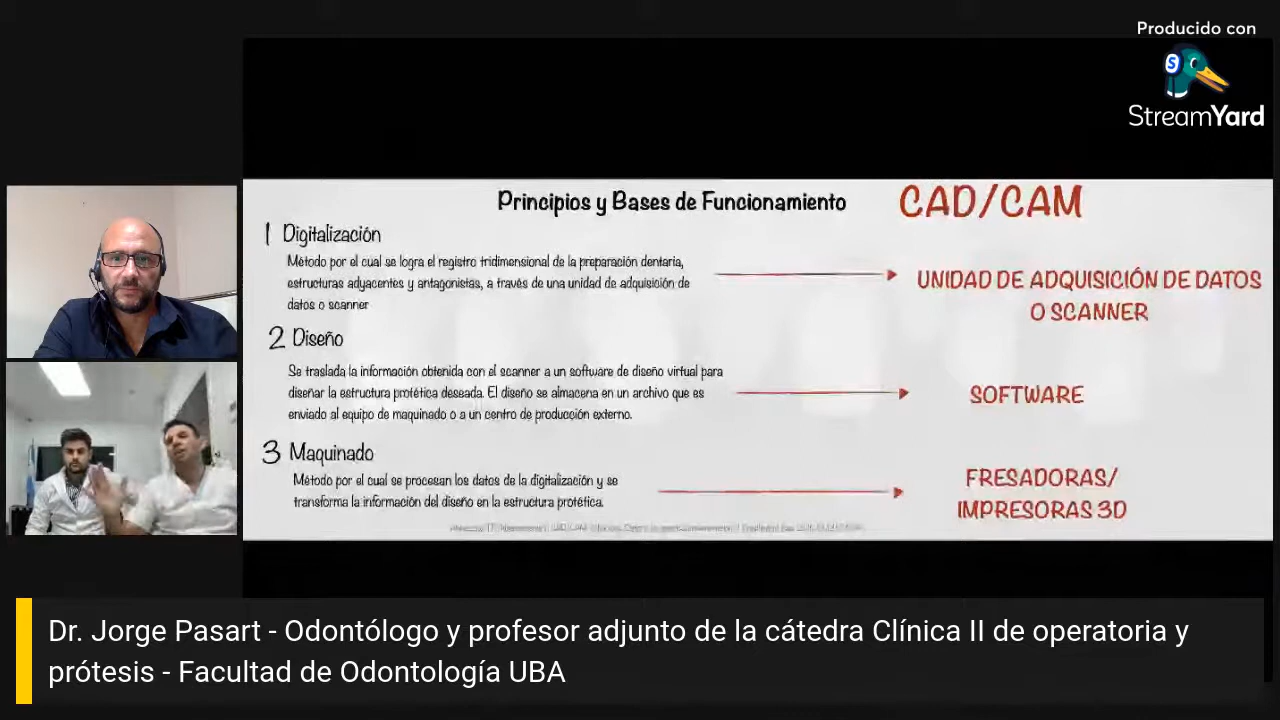 Producido con
StreamYard
Principios y Bases de Funcionamiento
CAD/CAM
1 Digitalización
Método por el cual se logra el registro tridimensional de la preparación dentaria,
estructuras adyacentes y antagonistas, a través de una unidad de adquisición de
datos o scanner
UNIDAD DE ADQUISICIÓN DE DATOS
O SCANNER
2 Diseño
Se traslada la información obtenida con el scanner a un software de diseño virtual para
diseñar la estructura protética deseada. El diseño se almacena en un archivo que es
enviado al equipo de maquinado o a un centro de producción externo.
SOFTWARE
3 Maquinado
Método por el cual se procesan los datos de la digitalización y se
transforma la información del diseño en la estructura protética.
FRESADORAS/
IMPRESORAS 3D
Dr. Jorge Pasart - Odontólogo y profesor adjunto de la cátedra Clínica II de operatoria y
prótesis - Facultad de Odontología UBA